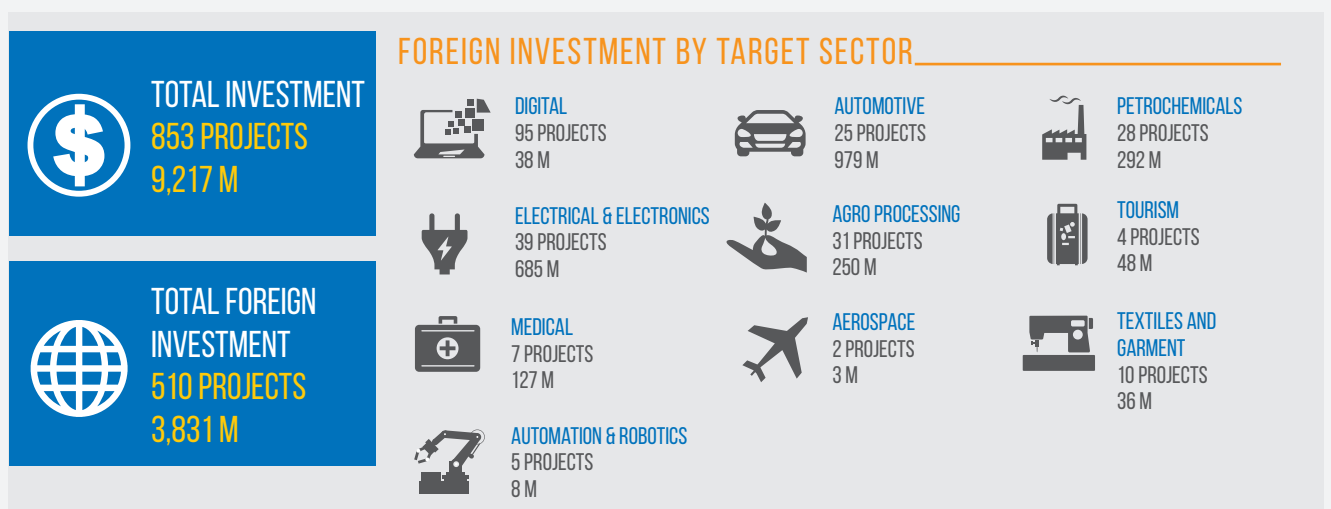 TOTAL INVESTMENT
853 PROJECTS
9,217 M
TOTAL FOREIGN
INVESTMENT
510 PROJECTS
3,831 M
FOREIGN INVESTMENT BY TARGET SECTOR
DIGITAL
95 PROJECTS
38 M
AUTOMOTIVE
25 PROJECTS
979 M
PETROCHEMICALS
28 PROJECTS
292 M
ELECTRICAL & ELECTRONICS
39 PROJECTS
685 M
AGRO PROCESSING
31 PROJECTS
250 M
TOURISM
4 PROJECTS
48 M
MEDICAL
7 PROJECTS
127 M
AEROSPACE
2 PROJECTS
3 M
TEXTILES AND
GARMENT
10 PROJECTS
36 M
AUTOMATION & ROBOTICS
5 PROJECTS
8 M